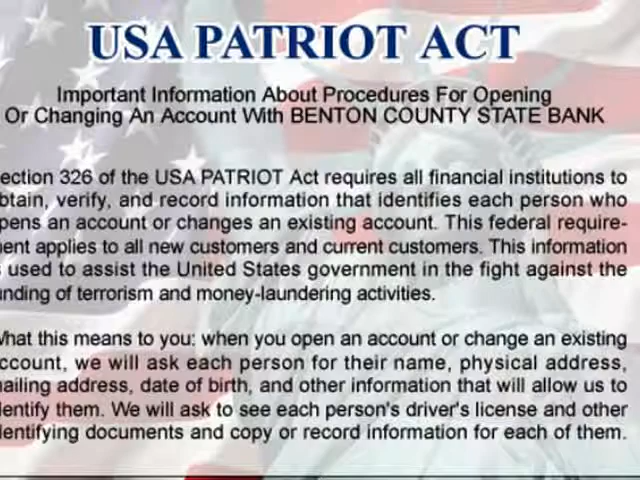 USA PATRIOT ACT
Important Information About Procedures For Opening
Or Changing An Account With BENTON COUNTY STATE BANK
ection 326 of the USA PATRIOT Act requires all financial institutions to
btain, verify, and record information that identifies each person who
pens an account or changes an existing account. This federal require-
ent applies to all new customers and current customers. This information
s used to assist the United States government in the fight against the
unding of terrorism and money-laundering activities.
What this means to you: when you open an account or change an existing
ccount, we will ask each person for their name, physical address,
ailing address, date of birth, and other information that will allow us to
dentify them. We will ask to see each person's driver's license and other
dentifying documents and copy or record information for each of them.